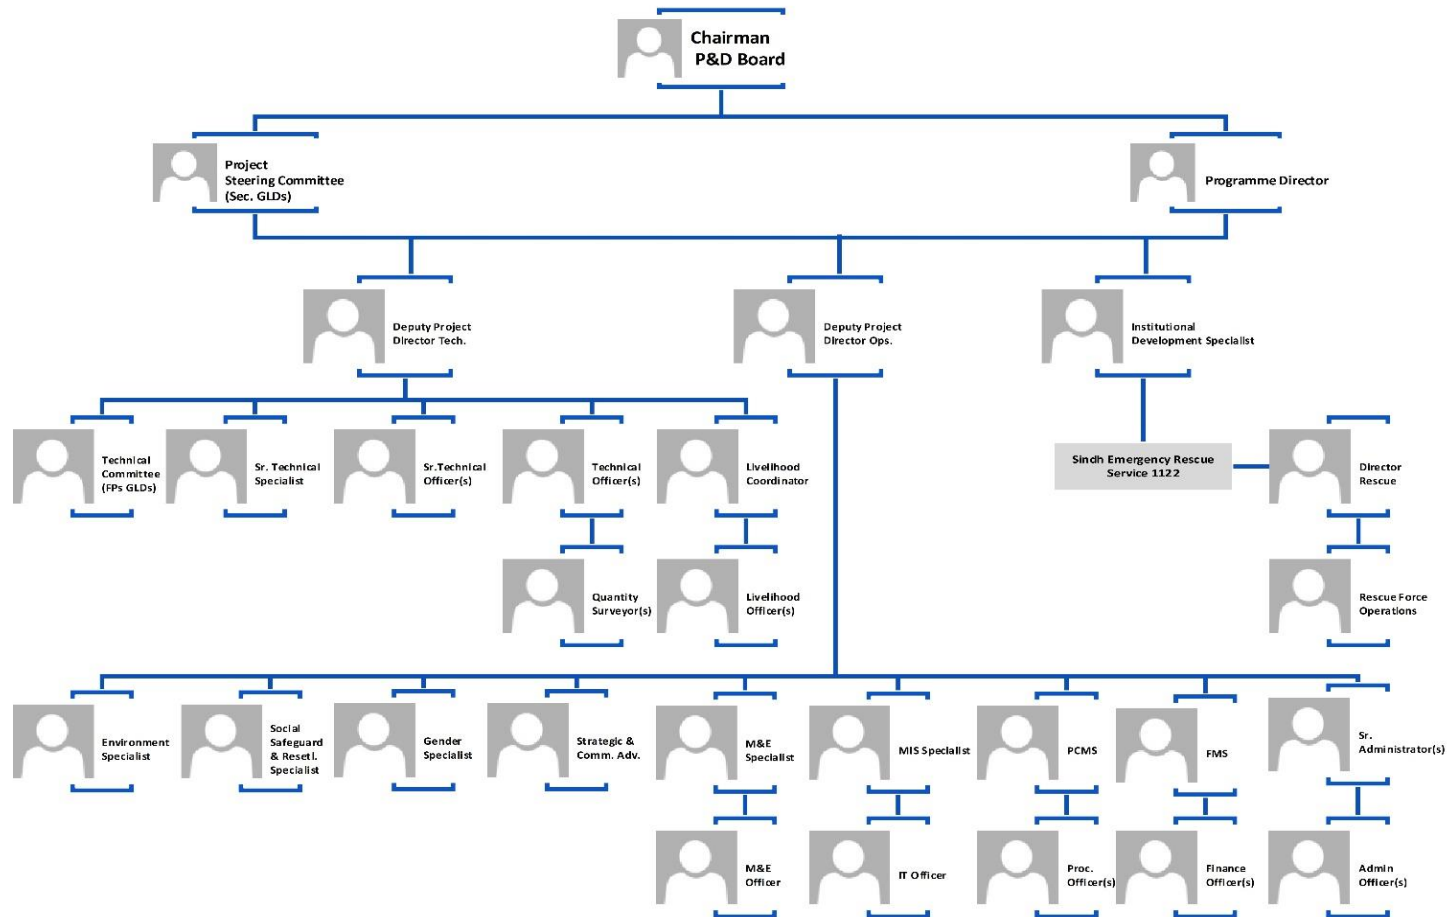 Chairman
P&D Board
Project
Steering Committee
(Sec. GLDs)
Programme Director
Deputy Project
Director Tech.
Deputy Project
Director Ops.
Institutional
Development Specialist
Technical
Committee
(FPs GLDs)
Sr. Technical
Specialist
Sr.Technical
Officer(s)
Technical
Officer(s)
Livelihood
Coordinator
Sindh Emergency Rescue
Service 1122
Director
Rescue
Quantity
Surveyor(s)
Livelihood
Officer(s)
Rescue Force
Operations
Environment
Specialist
Social
Safeguard
& Resetl.
Specialist
Gender
Specialist
Strategic &
Comm. Adv.
M&E
Specialist
MIS Specialist
PCMS
FMS
Sr.
Administrator(s)
M&E
Officer
IT Officer
Proc.
Officer(s)
Finance
Officer(s)
Admin
Officer(s)